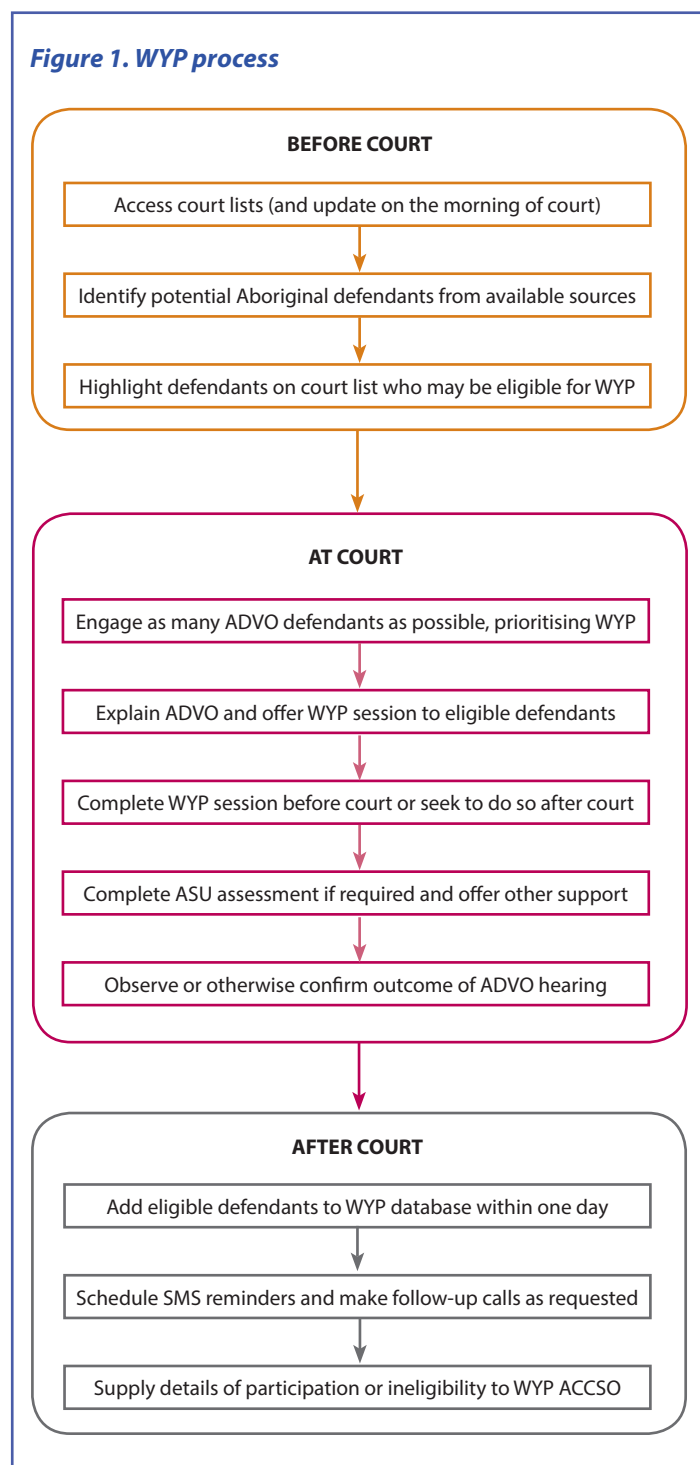 Figure 1. WYP process
BEFORE COURT
Access court lists (and update on the morning of court)
Identify potential Aboriginal defendants from available sources
Highlight defendants on court list who may be eligible for WYP
AT COURT
Engage as many ADVO defendants as possible, prioritising WYP
Explain ADVO and offer WYP session to eligible defendants
Complete WYP session before court or seek to do so after court
Complete ASU assessment if required and offer other support
Observe or otherwise confirm outcome of ADVO hearing
AFTER COURT
Add eligible defendants to WYP database within one day
Schedule SMS reminders and make follow-up calls as requested
Supply details of participation or ineligibility to WYP ACCSO